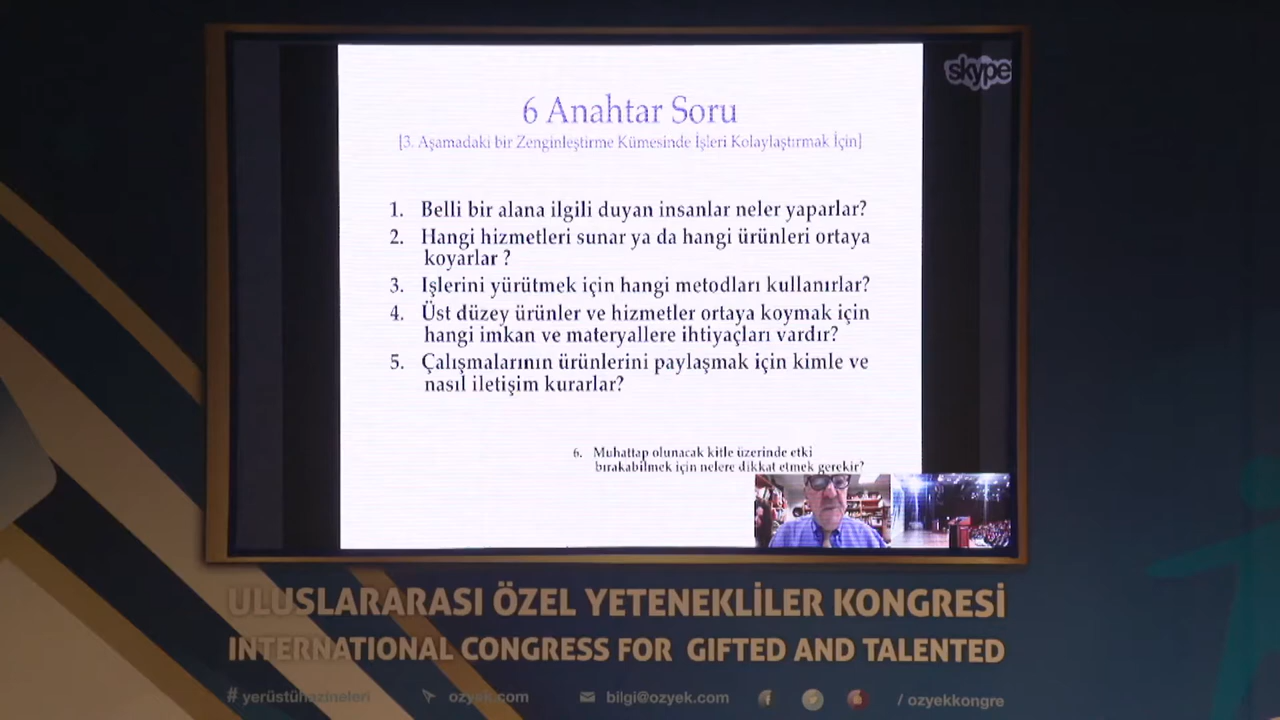 skype
6 Anahtar Soru
[3. Aşamadaki bir Zenginleştirme Kümesinde İşleri Kolaylaştırmak İçin]
1. Belli bir alana ilgili duyan insanlar neler yaparlar?
2. Hangi hizmetleri sunar ya da hangi ürünleri ortaya
koyarlar ?
3. Işlerini yürütmek için hangi metodları kullanırlar?
4. Üst düzey ürünler ve hizmetler ortaya koymak için
hangi imkan ve materyallere ihtiyaçları vardır?
5. Çalışmalarının ürünlerini paylaşmak için kimle ve
nasıl iletişim kurarlar?
6. Muhattap olunacak kitle üzerinde etki
bırakabilmek için nelere dikkat etmek gerekir?
ULUSLARARASI ÖZEL YETENEKLİLER KONGRESİ
INTERNATIONAL CONGRESS FOR GIFTED AND TALENTED
# yerüstühazineleri ozyek.com bilgi@ozyek.com / ozyekkongre